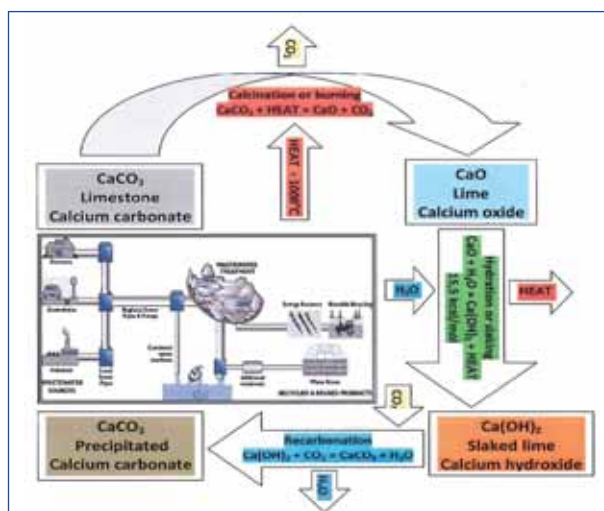 CO₂
Calcination or burning
CaCO₃ + HEAT = CaO + CO₂
HEAT > 1000°C
CaCO₃
Limestone
Calcium carbonate
CaO
Lime
Calcium oxide
WASTEWATER
TREATMENT
WASTEWATER
SOURCES
RECYCLED & REUSED PRODUCTS
H₂O
Hydration or slaking
CaO + H₂O = Ca(OH)₂ + HEAT
15.5 kcal/mol
HEAT
CaCO₃
Precipitated
Calcium carbonate
CO₂
Recarbonation
Ca(OH)₂ + CO₂ = CaCO₃ + H₂O
H₂O
Ca(OH)₂
Slaked lime
Calcium hydroxide